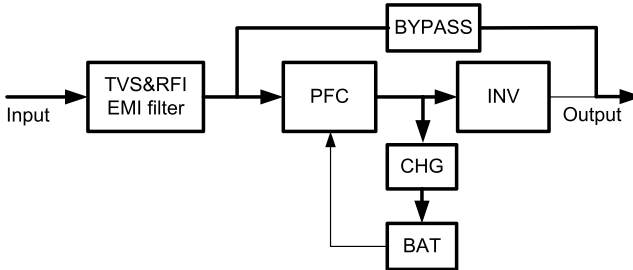 BYPASS
TVS&RFI
EMI filter
PFC
INV
Input
Output
CHG
BAT